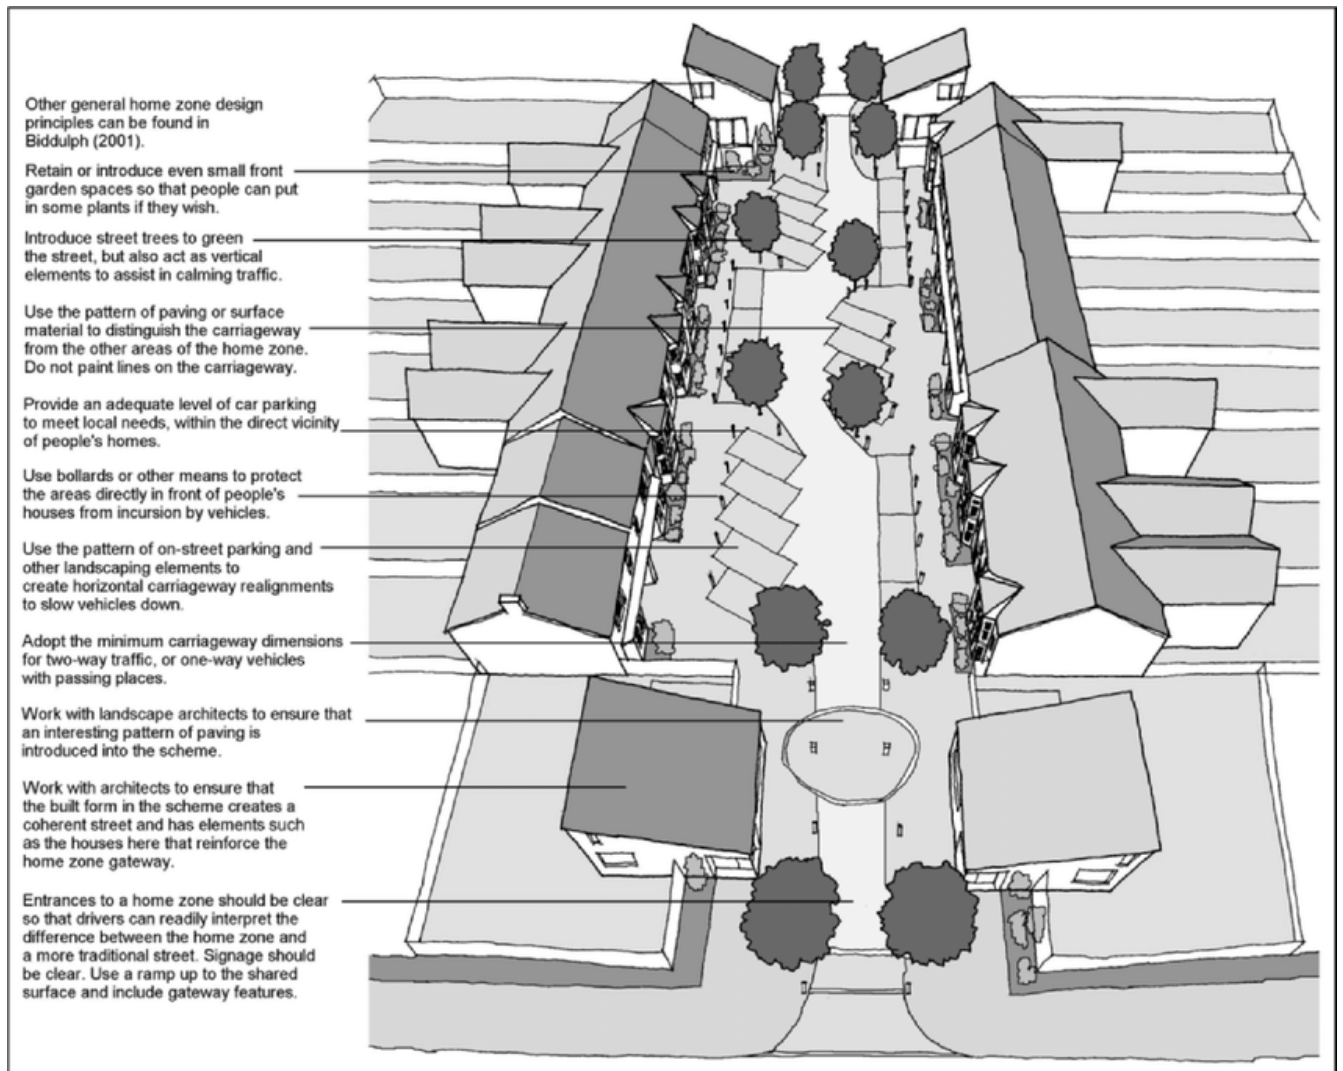 Other general home zone design
principles can be found in
Biddulph (2001).
Retain or introduce even small front
garden spaces so that people can put
in some plants if they wish.
Introduce street trees to green
the street, but also act as vertical
elements to assist in calming traffic.
Use the pattern of paving or surface
material to distinguish the carriageway
from the other areas of the home zone.
Do not paint lines on the carriageway.
Provide an adequate level of car parking
to meet local needs, within the direct vicinity
of people's homes.
Use bollards or other means to protect
the areas directly in front of people's
houses from incursion by vehicles.
Use the pattern of on-street parking and
other landscaping elements to
create horizontal carriageway realignments
to slow vehicles down.
Adopt the minimum carriageway dimensions
for two-way traffic, or one-way vehicles
with passing places.
Work with landscape architects to ensure that
an interesting pattern of paving is
introduced into the scheme.
Work with architects to ensure that
the built form in the scheme creates a
coherent street and has elements such
as the houses here that reinforce the
home zone gateway.
Entrances to a home zone should be clear
so that drivers can readily interpret the
difference between the home zone and
a more traditional street. Signage should
be clear. Use a ramp up to the shared
surface and include gateway features.